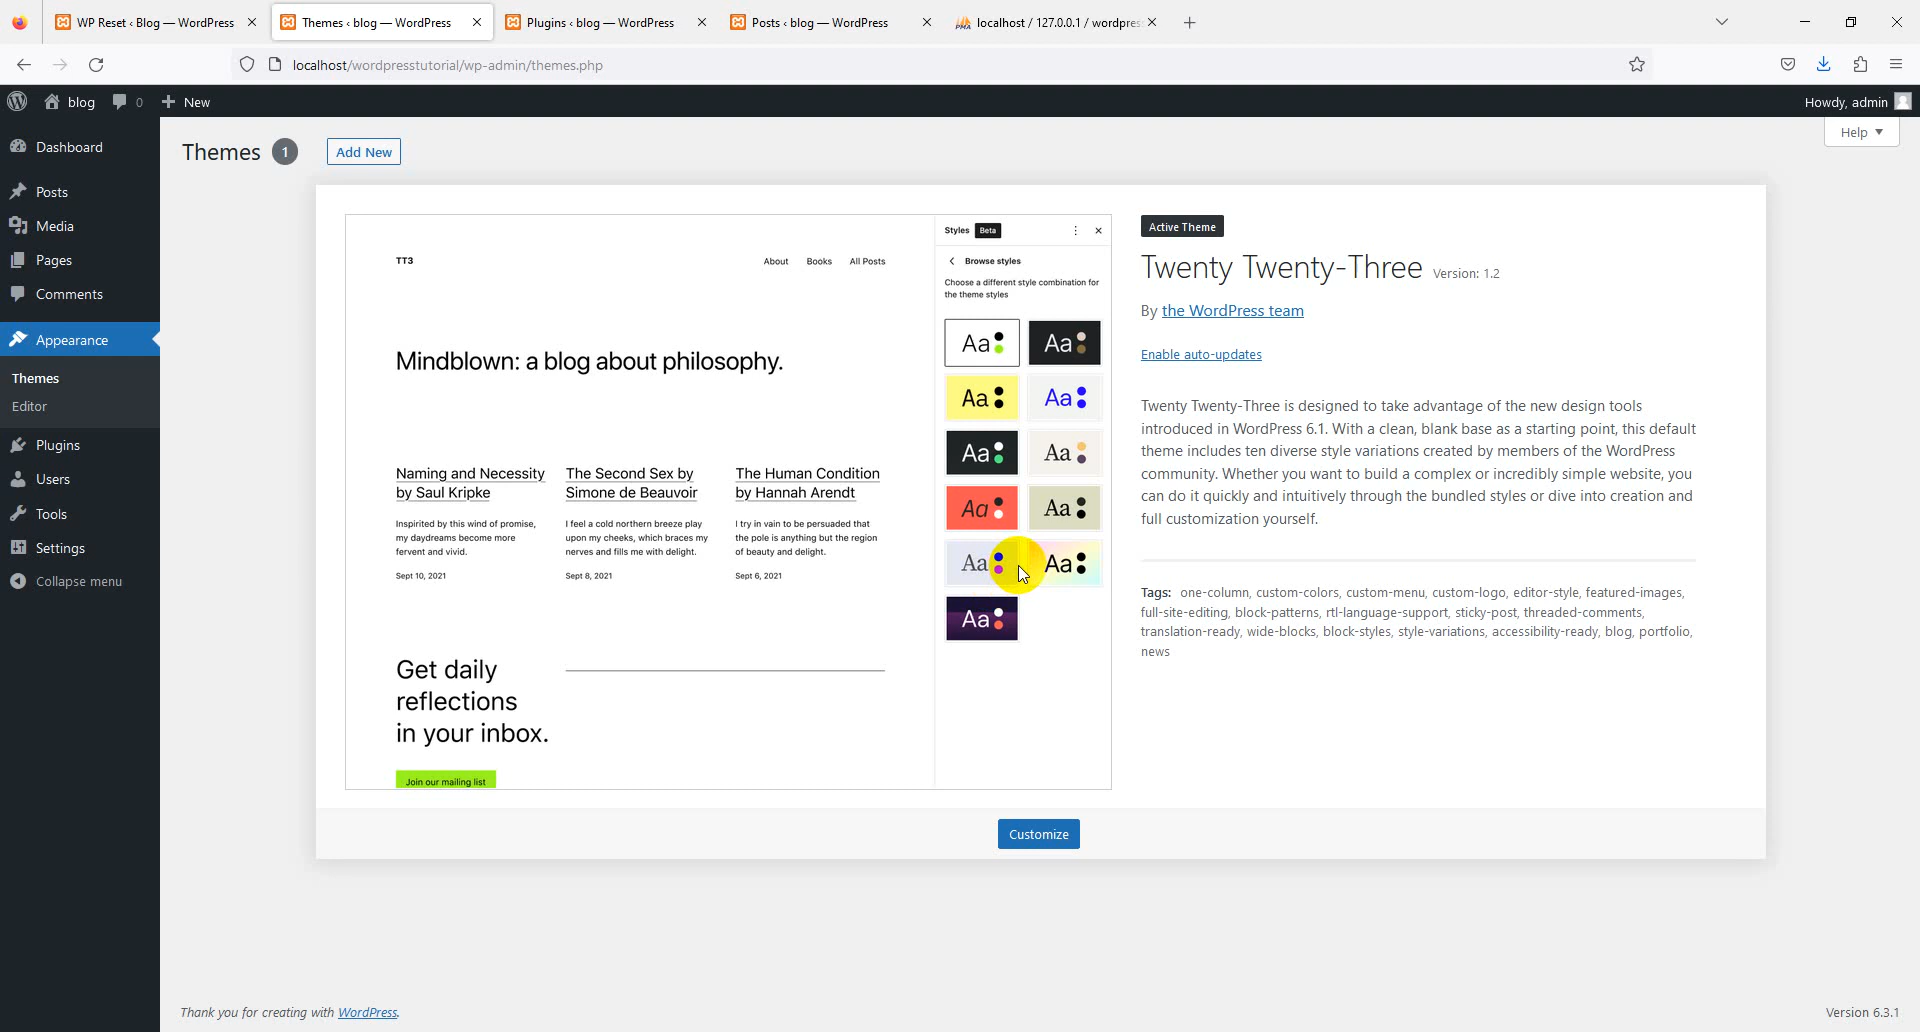 WP Reset ‹ Blog — WordPress
Themes ‹ blog — WordPress
Plugins ‹ blog — WordPress
Posts ‹ blog — WordPress
PMA localhost / 127.0.0.1 / wordpres
localhost/wordpresstutorial/wp-admin/themes.php
blog
0
New
Howdy, admin
Dashboard
Posts
Media
Pages
Comments
Appearance
Themes
Editor
Plugins
Users
Tools
Settings
Collapse menu
Themes 1
Add New
Help
TT3
About Books All Posts
Mindblown: a blog about philosophy.
Naming and Necessity
by Saul Kripke
Inspirited by this wind of promise,
my daydreams become more
fervent and vivid.
Sept 10, 2021
The Second Sex by
Simone de Beauvoir
I feel a cold northern breeze play
upon my cheeks, which braces my
nerves and fills me with delight.
Sept 8, 2021
The Human Condition
by Hannah Arendt
I try in vain to be persuaded that
the pole is anything but the region
of beauty and delight.
Sept 6, 2021
Get daily
reflections
in your inbox.
Join our mailing list
Styles Beta
Browse styles
Choose a different style combination for
the theme styles
Aa Aa
Aa Aa
Aa Aa
Aa Aa
Aa Aa
Aa
Active Theme
Twenty Twenty-Three Version: 1.2
By the WordPress team
Enable auto-updates
Twenty Twenty-Three is designed to take advantage of the new design tools
introduced in WordPress 6.1. With a clean, blank base as a starting point, this default
theme includes ten diverse style variations created by members of the WordPress
community. Whether you want to build a complex or incredibly simple website, you
can do it quickly and intuitively through the bundled styles or dive into creation and
full customization yourself.
Tags: one-column, custom-colors, custom-menu, custom-logo, editor-style, featured-images,
full-site-editing, block-patterns, rtl-language-support, sticky-post, threaded-comments,
translation-ready, wide-blocks, block-styles, style-variations, accessibility-ready, blog, portfolio,
news
Customize
Thank you for creating with WordPress.
Version 6.3.1